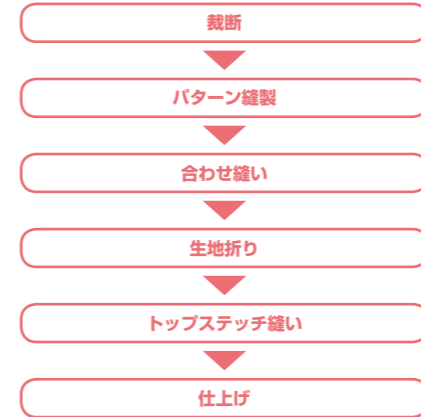 裁断
パターン縫製
合わせ縫い
生地折り
トップステッチ縫い
仕上げ